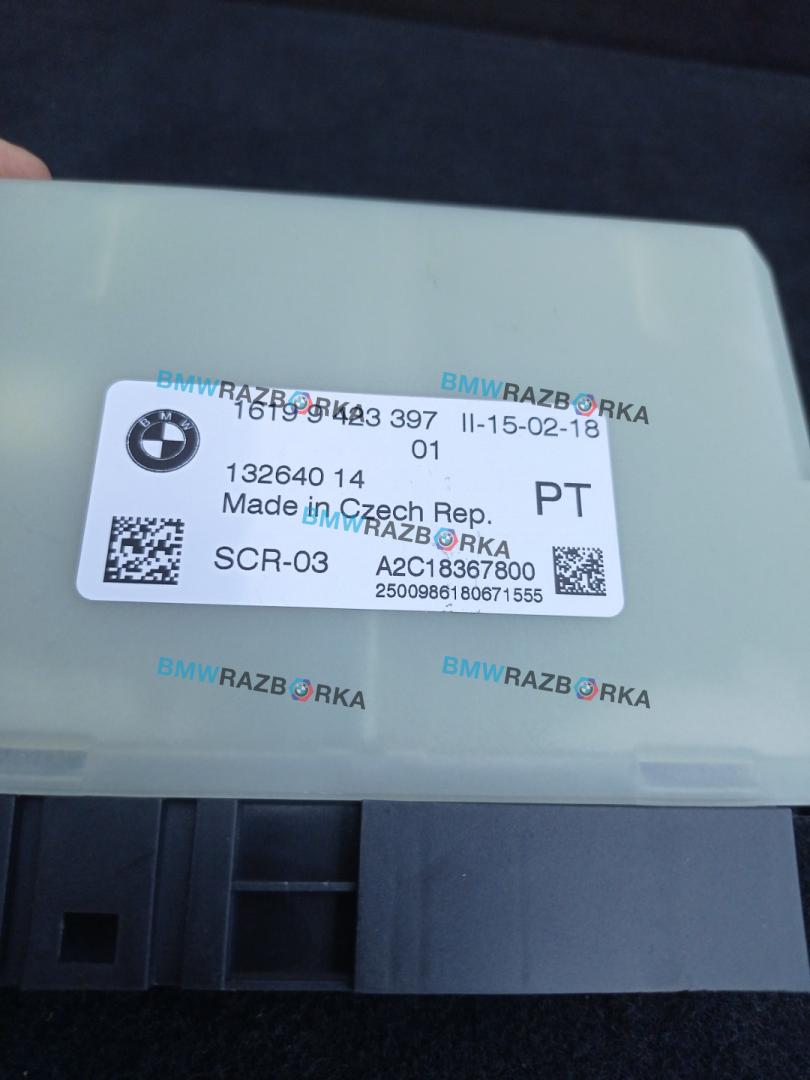 BMWRAZBORKA
BMWRAZBORKA
1619 9 423 397 II-15-02-18
01
BMW
132640 14
PT
Made in Czech Rep.
BMWRAZBORKA
SCR-03 A2C18367800
2500986180671555
BMWRAZBORKA
BMWRAZBORKA